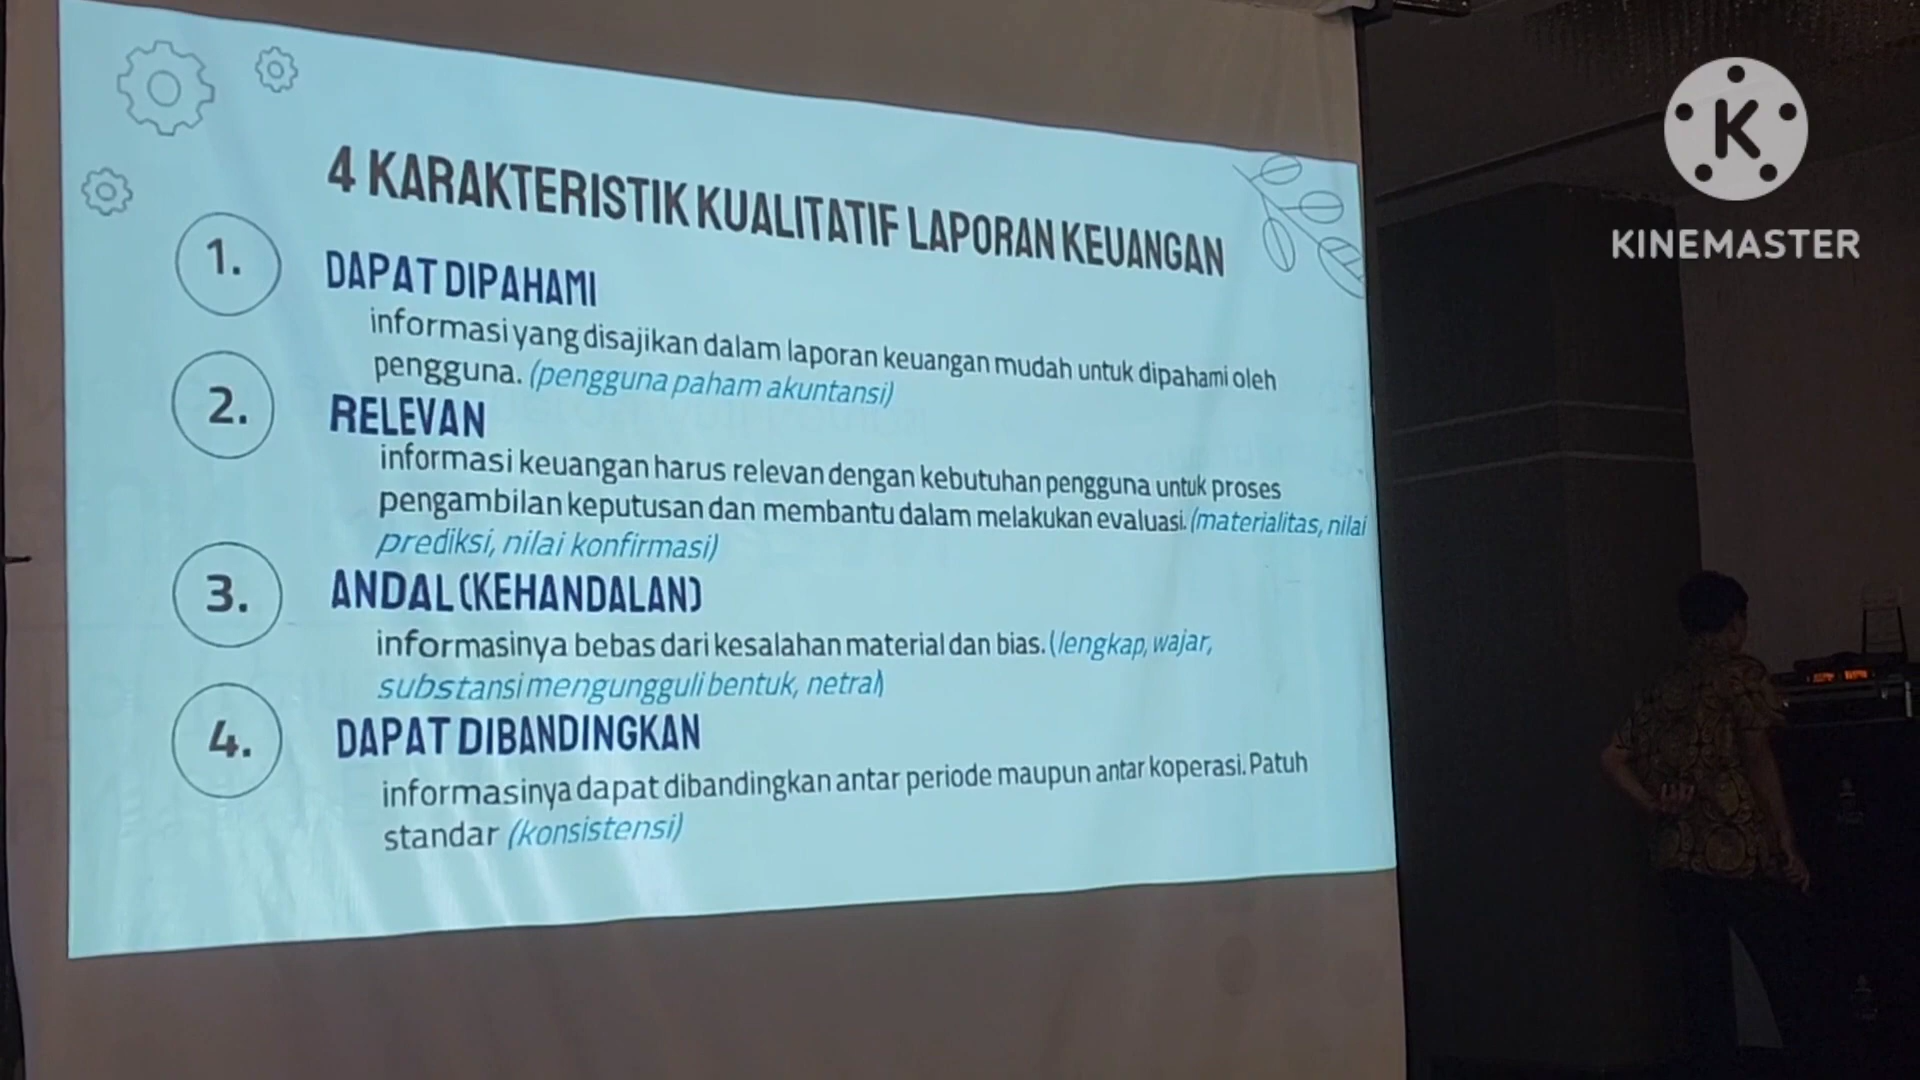 4 KARAKTERISTIK KUALITATIF LAPORAN KEUANGAN
1.
DAPAT DIPAHAMI
informasi yang disajikan dalam laporan keuangan mudah untuk dipahami oleh
pengguna. (pengguna paham akuntansi)
2.
RELEVAN
informasi keuangan harus relevan dengan kebutuhan pengguna untuk proses
pengambilan keputusan dan membantu dalam melakukan evaluasi. (materialitas, nilai
prediksi, nilai konfirmasi)
3.
ANDAL (KEHANDALAN)
informasinya bebas dari kesalahan material dan bias. (lengkap, wajar,
substansi mengungguli bentuk, netral)
4.
DAPAT DIBANDINGKAN
informasinya dapat dibandingkan antar periode maupun antar koperasi. Patuh
standar (konsistensi)
K
KINEMASTER